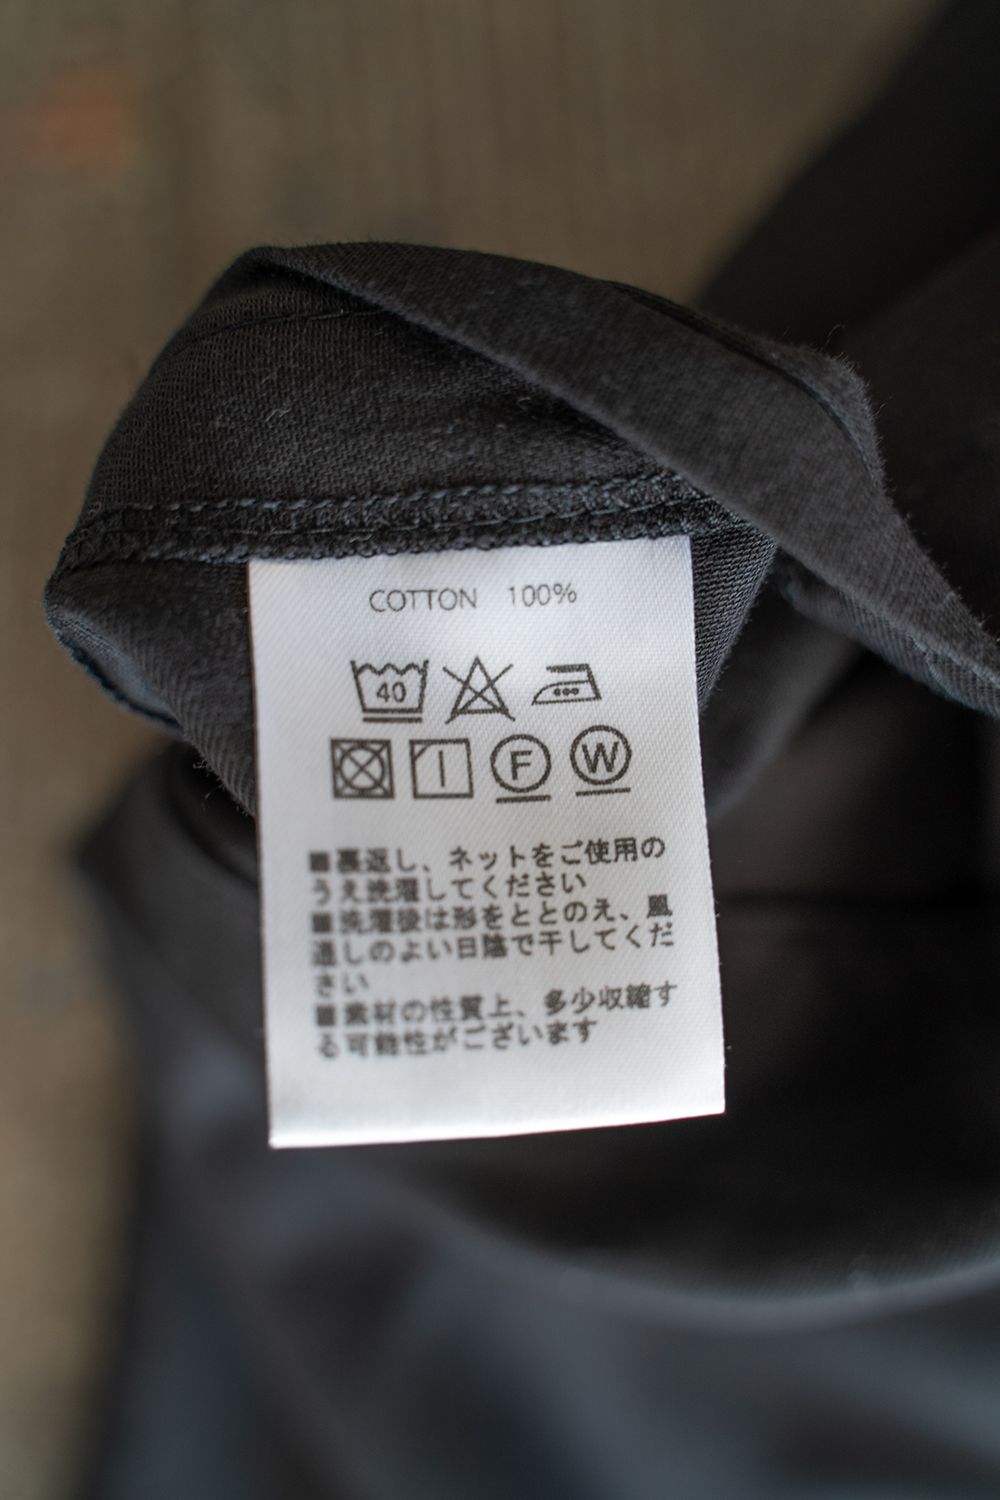 COTTON 100%
40
F W
■裏返し、ネットをご使用の
うえ洗濯してください
■洗濯後は形をととのえ、風
通しのよい日陰で干してくだ
さい
■素材の性質上、多少収縮す
る可能性がございます